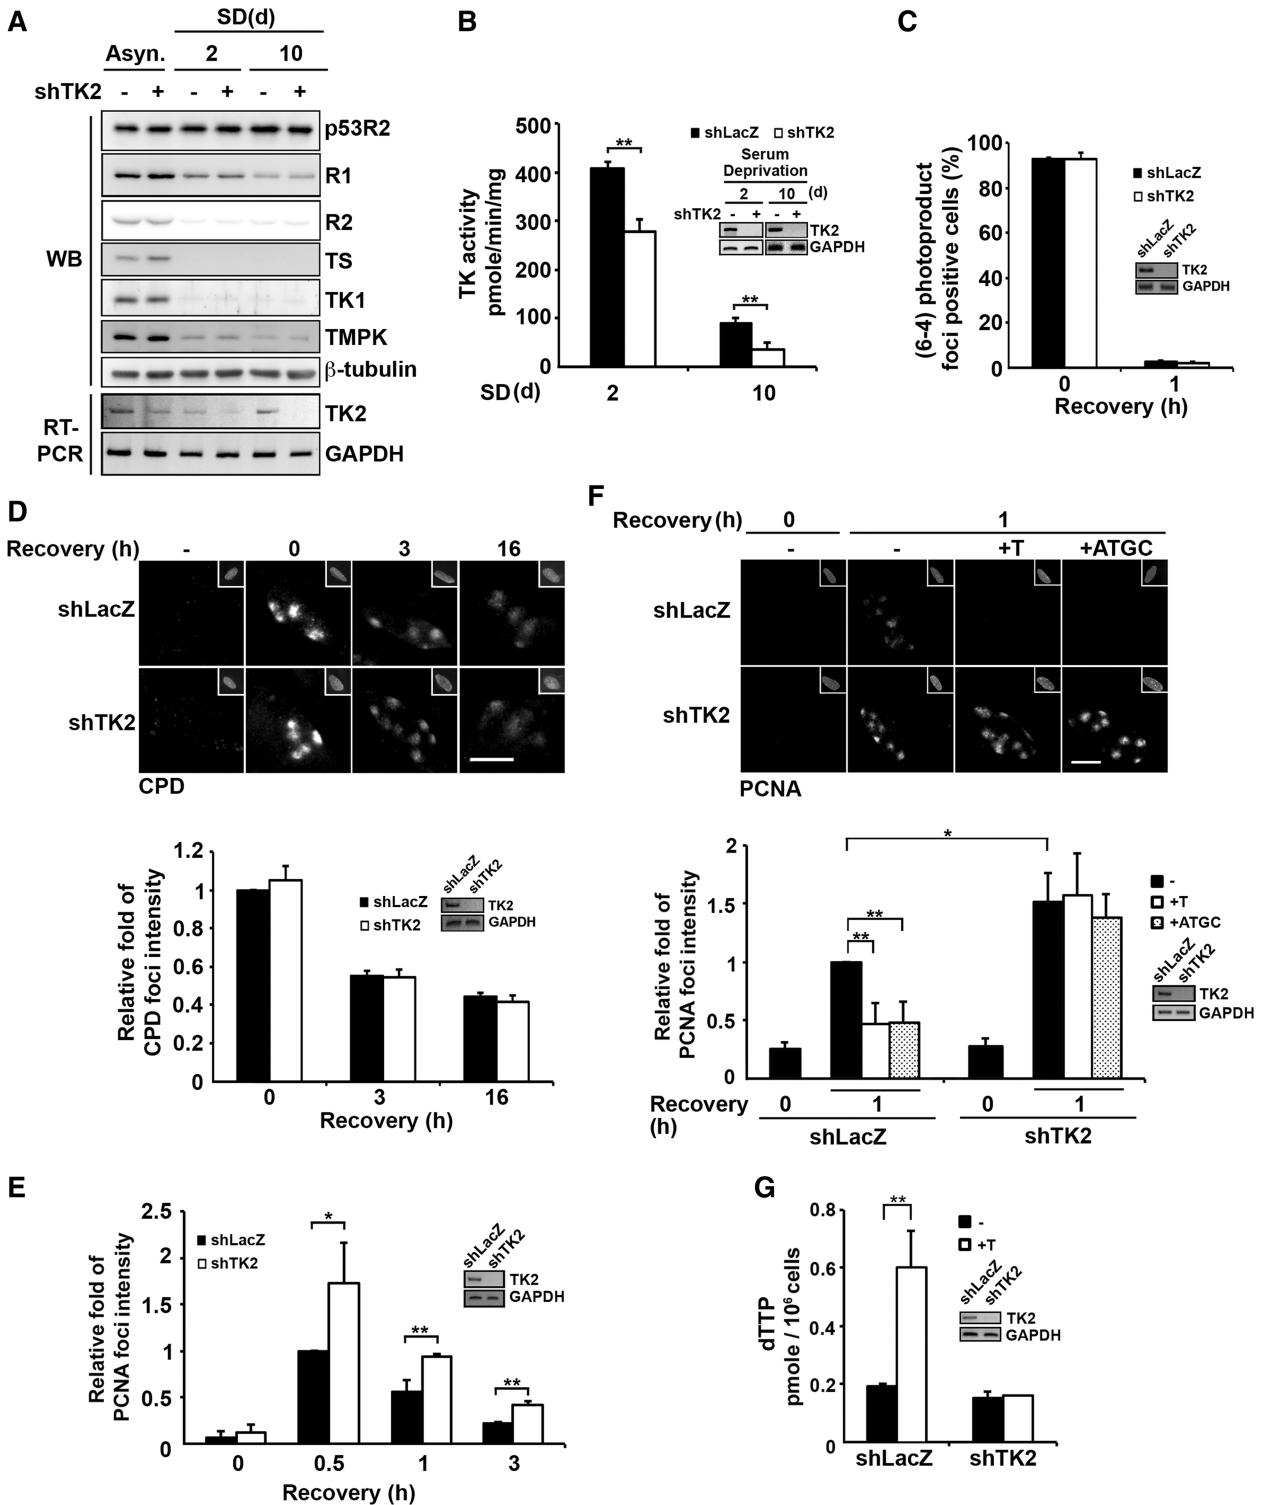 A
SD(d)
Asyn. 2 10
shTK2 - + - + - +
p53R2
R1
R2
WB
TS
TK1
TMPK
β-tubulin
RT-
PCR
TK2
GAPDH
B
shLacZ shTK2
Serum
Deprivation
2 10 (d)
shTK2 - + - +
TK2
GAPDH
TK activity
pmole/min/mg
500
400
300
200
100
0
**
**
SD(d) 2 10
C
(6-4) photoproduct
foci positive cells (%)
100
80
60
40
20
0
shLacZ
shTK2
shLacZ
shTK2
TK2
GAPDH
0 1
Recovery (h)
D
Recovery (h) - 0 3 16
shLacZ
shTK2
CPD
Relative fold of
CPD foci intensity
1.2
1
0.8
0.6
0.4
0.2
0
shLacZ
shTK2
shLacZ
shTK2
TK2
GAPDH
0 3 16
Recovery (h)
F
Recovery (h) 0 1
- - +T +ATGC
shLacZ
shTK2
PCNA
Relative fold of
PCNA foci intensity
2
1.5
1
0.5
0
*
**
**
-
+T
+ATGC
shLacZ
shTK2
TK2
GAPDH
Recovery
(h)
0 1 0 1
shLacZ shTK2
E
Relative fold of
PCNA foci intensity
2.5
2
1.5
1
0.5
0
shLacZ
shTK2
*
**
**
shLacZ
shTK2
TK2
GAPDH
0 0.5 1 3
Recovery (h)
G
dTTP
pmole / 10⁶ cells
0.8
0.6
0.4
0.2
0
**
-
+T
shLacZ
shTK2
TK2
GAPDH
shLacZ shTK2